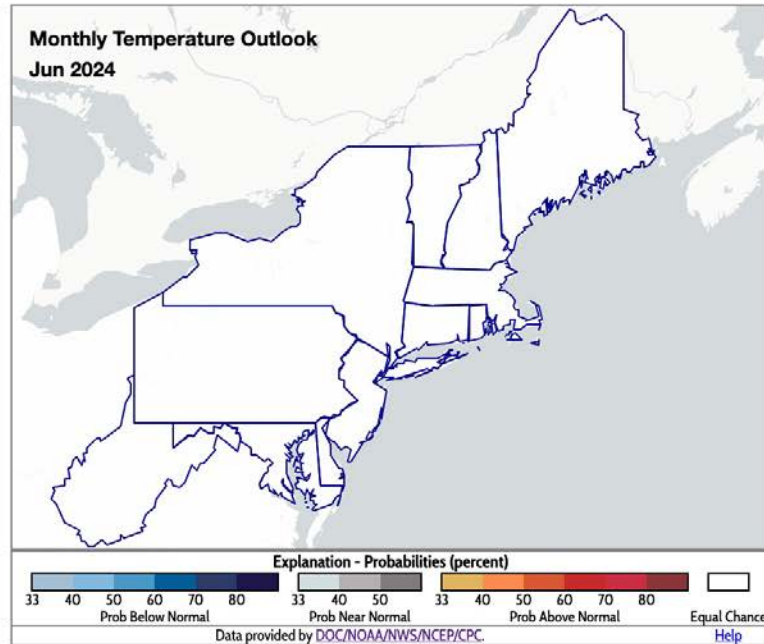 Monthly Temperature Outlook
Jun 2024
Explanation - Probabilities (percent)
33 40 50 60 70 80 33 40 50 33 40 50 60 70 80
Prob Below Normal Prob Near Normal Prob Above Normal Equal Chance
Data provided by DOC/NOAA/NWS/NCEP/CPC. Help